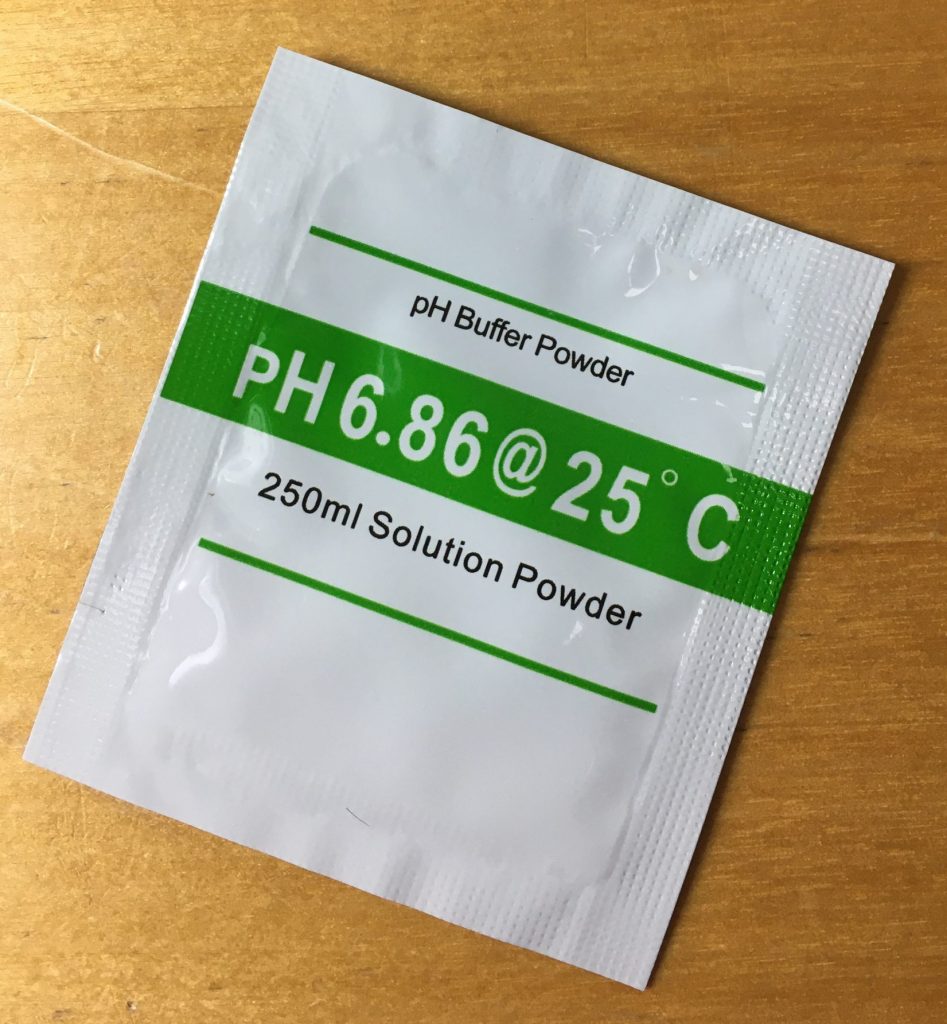 pH Buffer Powder
PH 6.86 @ 25° C
250ml Solution Powder